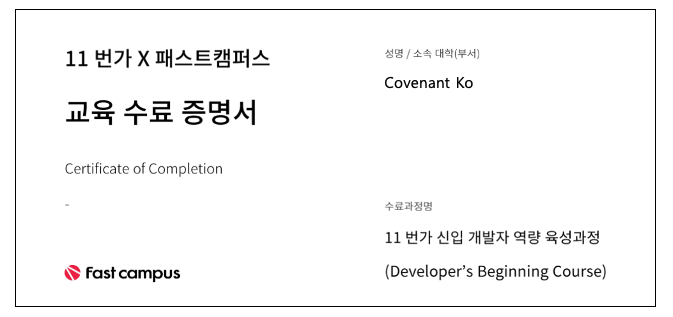 11 번가 X 패스트캠퍼스
교육 수료 증명서
Certificate of Completion
-
Fast campus
성명 / 소속 대학(부서)
Covenant Ko
수료과정명
11 번가 신입 개발자 역량 육성과정
(Developer’s Beginning Course)